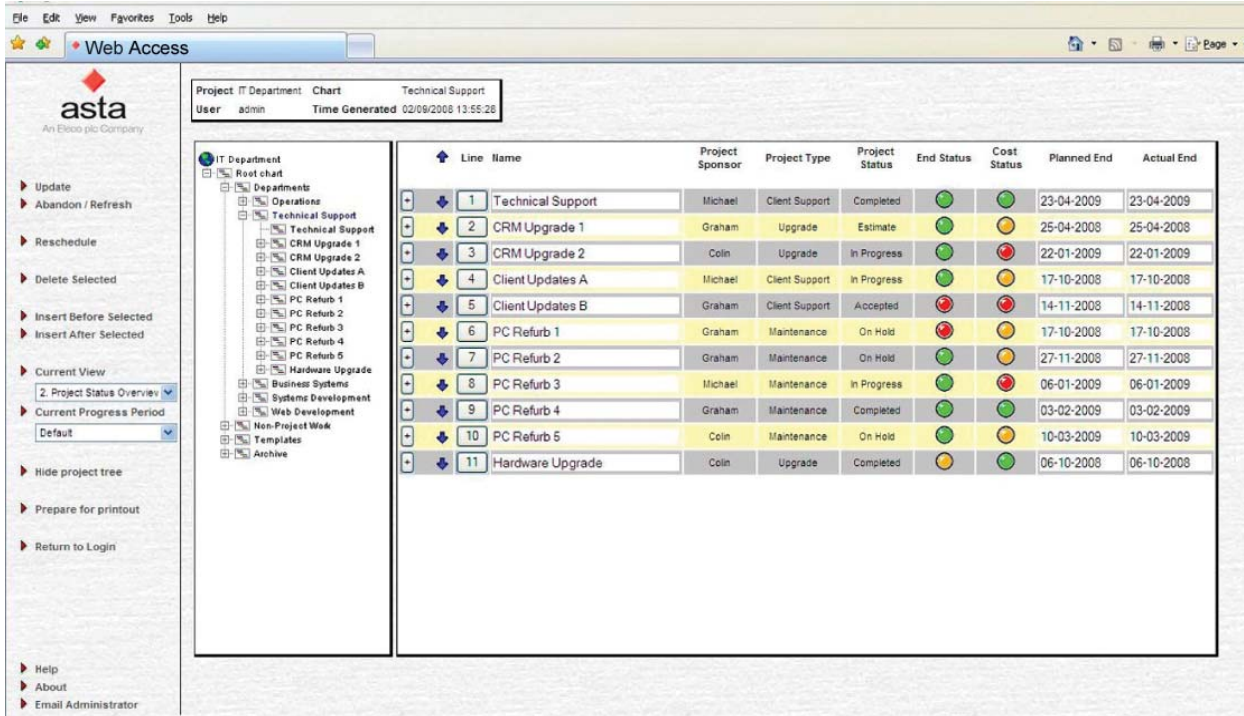 File Edit View Favorites Tools Help
Web Access
Page
asta
An Eleco plc Company
Project IT Department Chart Technical Support
User admin Time Generated 02/09/2008 13:55:28
Update
Abandon / Refresh
Reschedule
Delete Selected
Insert Before Selected
Insert After Selected
Current View
2. Project Status Overview
Current Progress Period
Default
Hide project tree
Prepare for printout
Return to Login
Help
About
Email Administrator
IT Department
Root chart
Departments
Operations
Technical Support
Technical Support
CRM Upgrade 1
CRM Upgrade 2
Client Updates A
Client Updates B
PC Refurb 1
PC Refurb 2
PC Refurb 3
PC Refurb 4
PC Refurb 5
Hardware Upgrade
Business Systems
Systems Development
Web Development
Non-Project Work
Templates
Archive
Line Name Project Sponsor Project Type Project Status End Status Cost Status Planned End Actual End
1 Technical Support Michael Client Support Completed 23-04-2009 23-04-2009
2 CRM Upgrade 1 Graham Upgrade Estimate 25-04-2008 25-04-2008
3 CRM Upgrade 2 Colin Upgrade In Progress 22-01-2009 22-01-2009
4 Client Updates A Michael Client Support In Progress 17-10-2008 17-10-2008
5 Client Updates B Graham Client Support Accepted 14-11-2008 14-11-2008
6 PC Refurb 1 Graham Maintenance On Hold 17-10-2008 17-10-2008
7 PC Refurb 2 Graham Maintenance On Hold 27-11-2008 27-11-2008
8 PC Refurb 3 Michael Maintenance In Progress 06-01-2009 06-01-2009
9 PC Refurb 4 Graham Maintenance Completed 03-02-2009 03-02-2009
10 PC Refurb 5 Colin Maintenance On Hold 10-03-2009 10-03-2009
11 Hardware Upgrade Colin Upgrade Completed 06-10-2008 06-10-2008